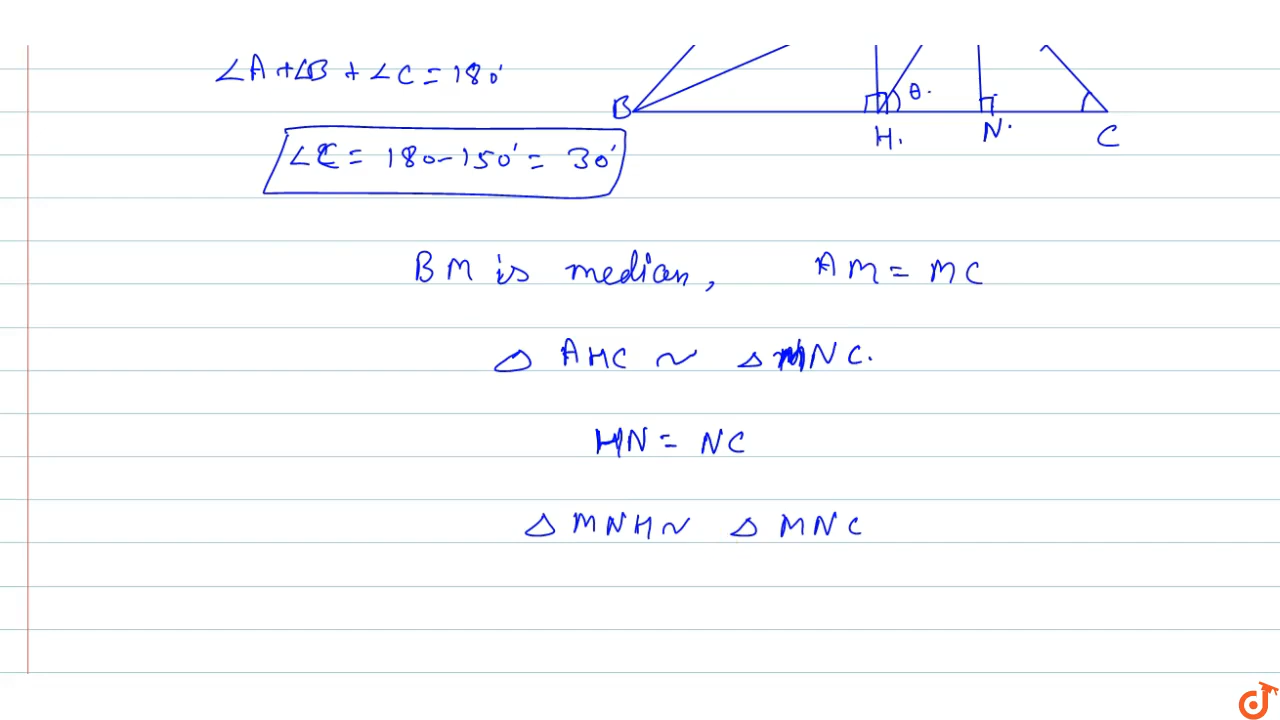 ∠A+∠B + ∠C = 180°
B
θ.
H.
N.
C
∠C = 180-150° = 30°
BM is median, AM = MC
△ AHC ~ △ MNC.
HN = NC
△ MNH ~ △ MNC